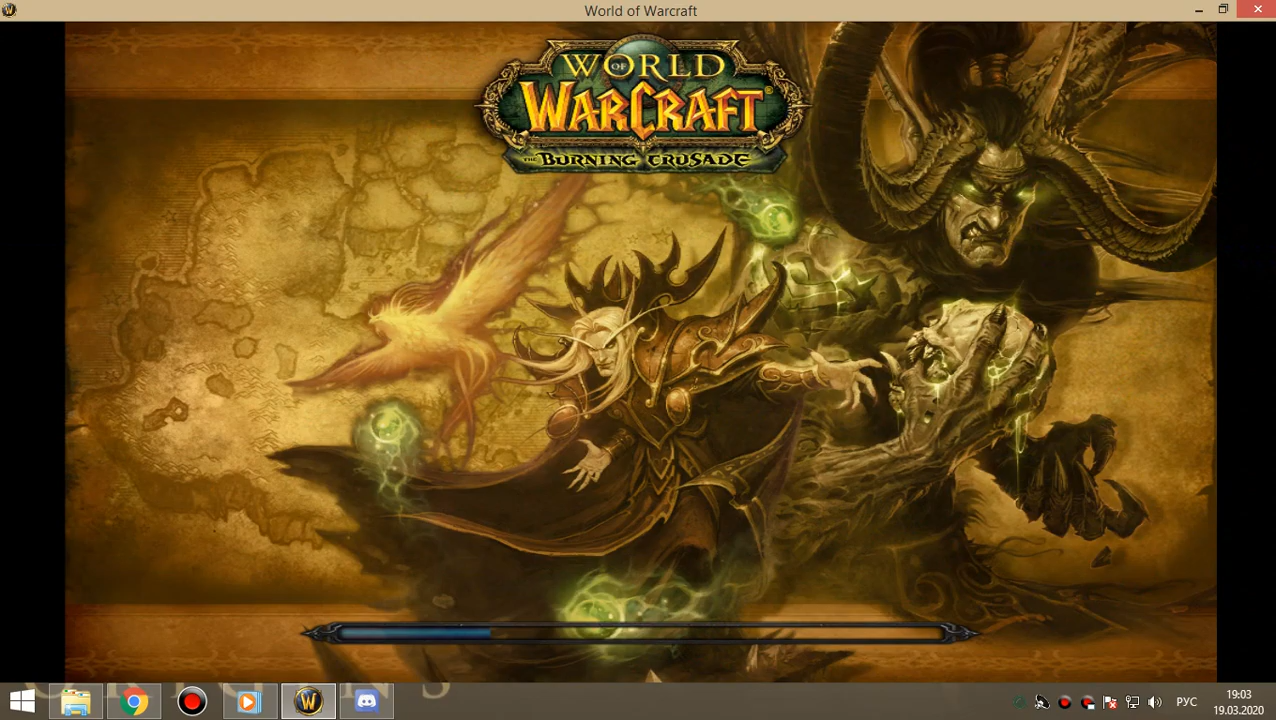 World of Warcraft
WORLD
OF
WARCRAFT®
THE BURNING CRUSADE
РУС
19:03
19.03.2020